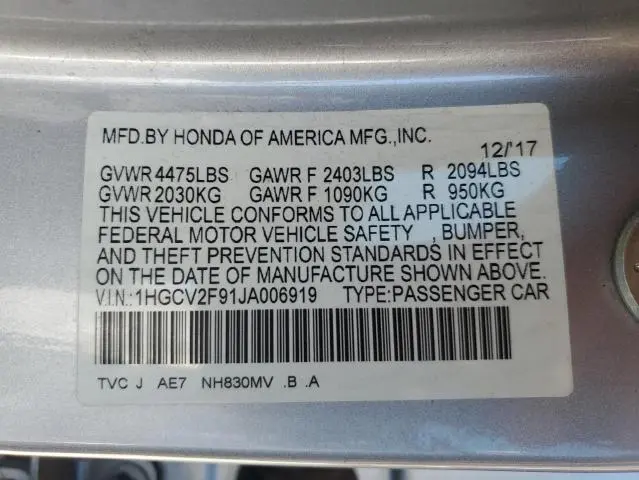 MFD.BY HONDA OF AMERICA MFG.,INC.
12/'17
GVWR 4475LBS GAWR F 2403LBS R 2094LBS
GVWR 2030KG GAWR F 1090KG R 950KG
THIS VEHICLE CONFORMS TO ALL APPLICABLE
FEDERAL MOTOR VEHICLE SAFETY , BUMPER,
AND THEFT PREVENTION STANDARDS IN EFFECT
ON THE DATE OF MANUFACTURE SHOWN ABOVE.
V.I.N.:1HGCV2F91JA006919 TYPE:PASSENGER CAR
TVC J AE7 NH830MV .B .A